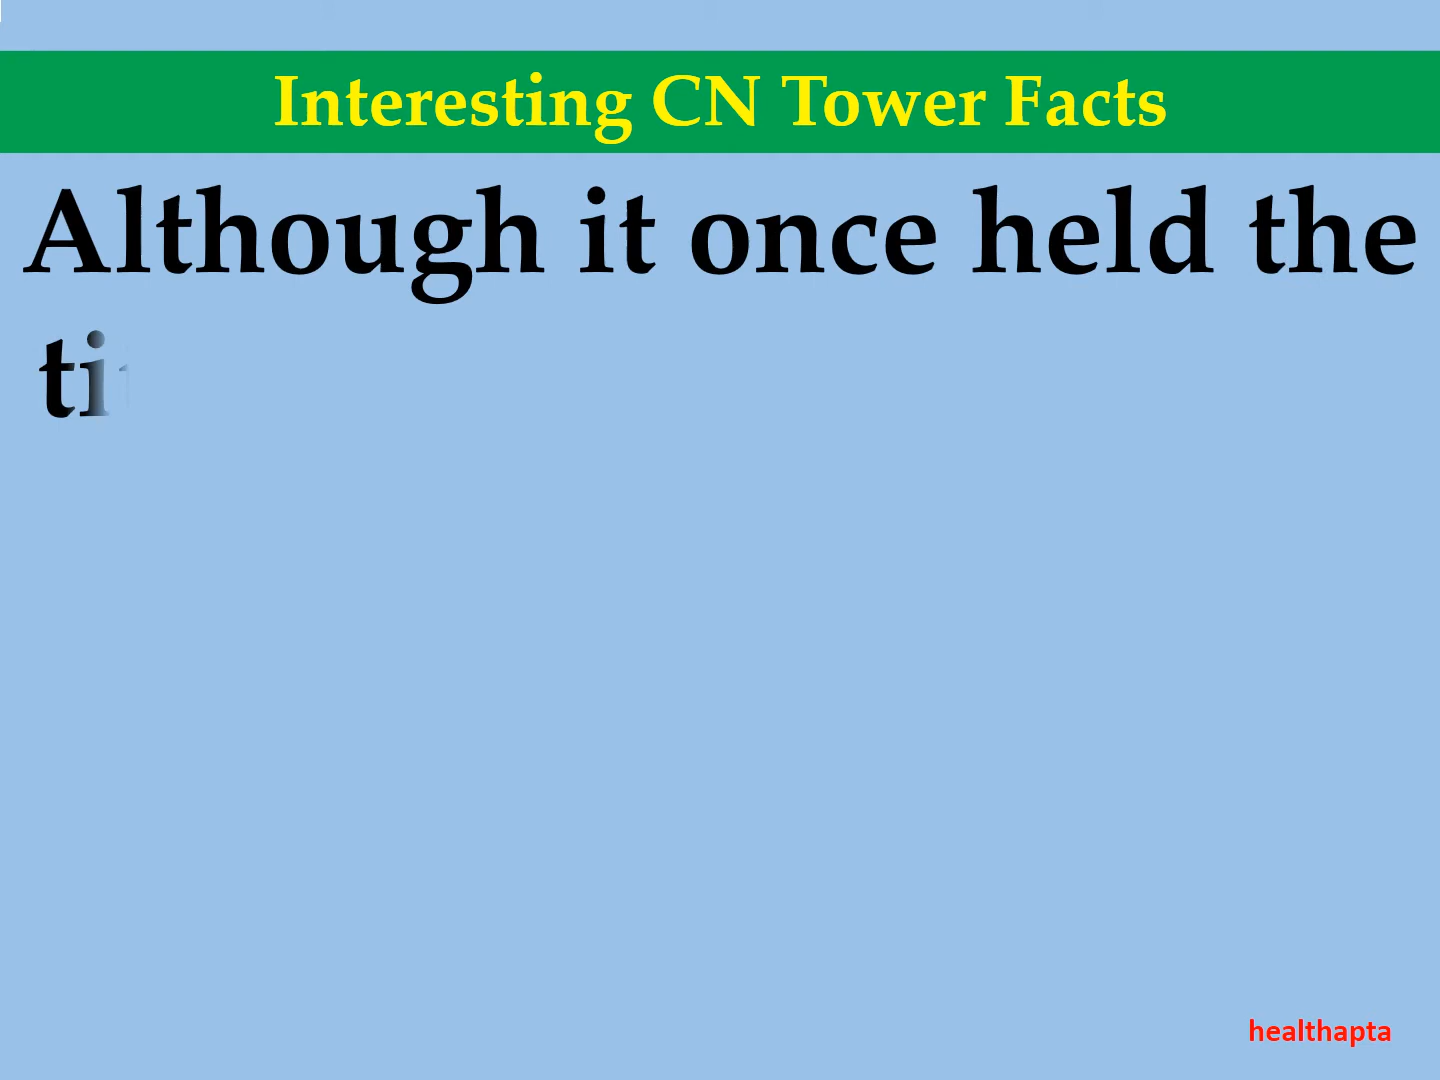 Interesting CN Tower Facts
Although it once held the
healthapta